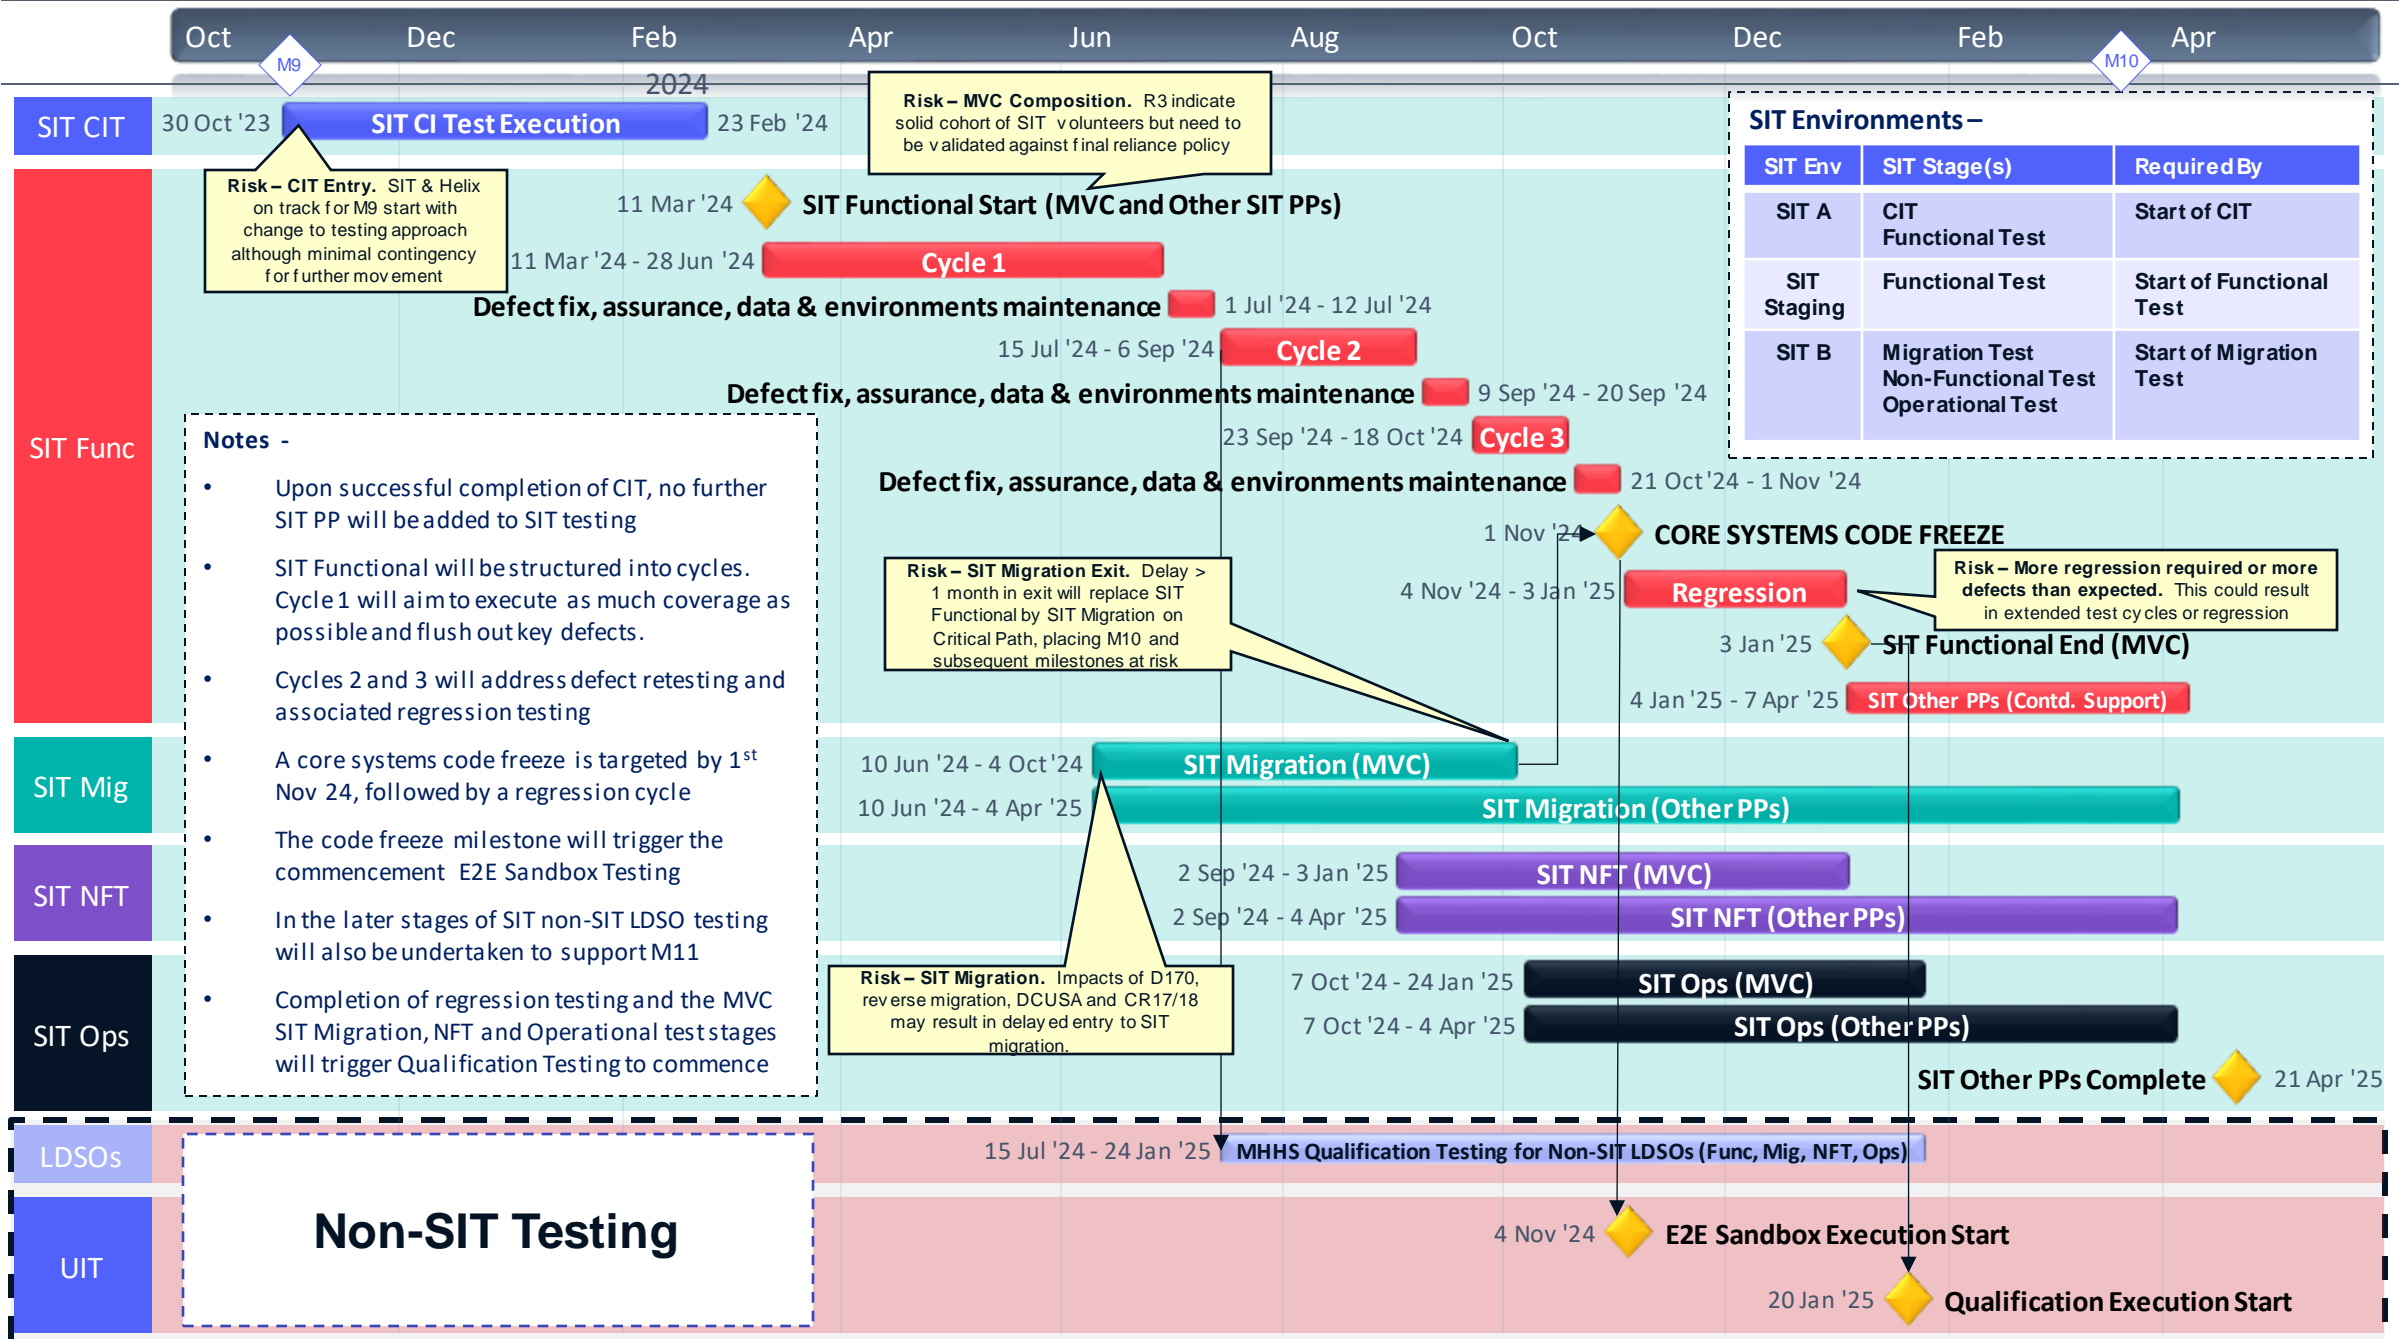 Oct Dec Feb Apr Jun Aug Oct Dec Feb Apr
M9
M10
2024
SIT CIT
30 Oct '23
SIT CI Test Execution
23 Feb '24
Risk – MVC Composition. R3 indicate
solid cohort of SIT volunteers but need to
be validated against final reliance policy
Risk – CIT Entry. SIT & Helix
on track for M9 start with
change to testing approach
although minimal contingency
for further movement
SIT Environments –
SIT Env SIT Stage(s) Required By
SIT A CIT Start of CIT
Functional Test
SIT Functional Test Start of Functional
Staging Test
SIT B Migration Test Start of Migration
Non-Functional Test Test
Operational Test
SIT Func
11 Mar '24
SIT Functional Start (MVC and Other SIT PPs)
11 Mar '24 - 28 Jun '24
Cycle 1
Defect fix, assurance, data & environments maintenance
1 Jul '24 - 12 Jul '24
15 Jul '24 - 6 Sep '24
Cycle 2
Defect fix, assurance, data & environments maintenance
9 Sep '24 - 20 Sep '24
23 Sep '24 - 18 Oct '24
Cycle 3
Defect fix, assurance, data & environments maintenance
21 Oct '24 - 1 Nov '24
1 Nov '24
CORE SYSTEMS CODE FREEZE
Risk – SIT Migration Exit. Delay >
1 month in exit will replace SIT
Functional by SIT Migration on
Critical Path, placing M10 and
subsequent milestones at risk
4 Nov '24 - 3 Jan '25
Regression
Risk – More regression required or more
defects than expected. This could result
in extended test cycles or regression
3 Jan '25
SIT Functional End (MVC)
4 Jan '25 - 7 Apr '25
SIT Other PPs (Contd. Support)
Notes -
• Upon successful completion of CIT, no further
SIT PP will be added to SIT testing
• SIT Functional will be structured into cycles.
Cycle 1 will aim to execute as much coverage as
possible and flush out key defects.
• Cycles 2 and 3 will address defect retesting and
associated regression testing
• A core systems code freeze is targeted by 1st
Nov 24, followed by a regression cycle
• The code freeze milestone will trigger the
commencement E2E Sandbox Testing
• In the later stages of SIT non-SIT LDSO testing
will also be undertaken to support M11
• Completion of regression testing and the MVC
SIT Migration, NFT and Operational test stages
will trigger Qualification Testing to commence
SIT Mig
10 Jun '24 - 4 Oct '24
SIT Migration (MVC)
10 Jun '24 - 4 Apr '25
SIT Migration (Other PPs)
SIT NFT
2 Sep '24 - 3 Jan '25
SIT NFT (MVC)
2 Sep '24 - 4 Apr '25
SIT NFT (Other PPs)
Risk – SIT Migration. Impacts of D170,
reverse migration, DCUSA and CR17/18
may result in delayed entry to SIT
migration.
SIT Ops
7 Oct '24 - 24 Jan '25
SIT Ops (MVC)
7 Oct '24 - 4 Apr '25
SIT Ops (Other PPs)
SIT Other PPs Complete
21 Apr '25
LDSOs
15 Jul '24 - 24 Jan '25
MHHS Qualification Testing for Non-SIT LDSOs (Func, Mig, NFT, Ops)
Non-SIT Testing
UIT
4 Nov '24
E2E Sandbox Execution Start
20 Jan '25
Qualification Execution Start